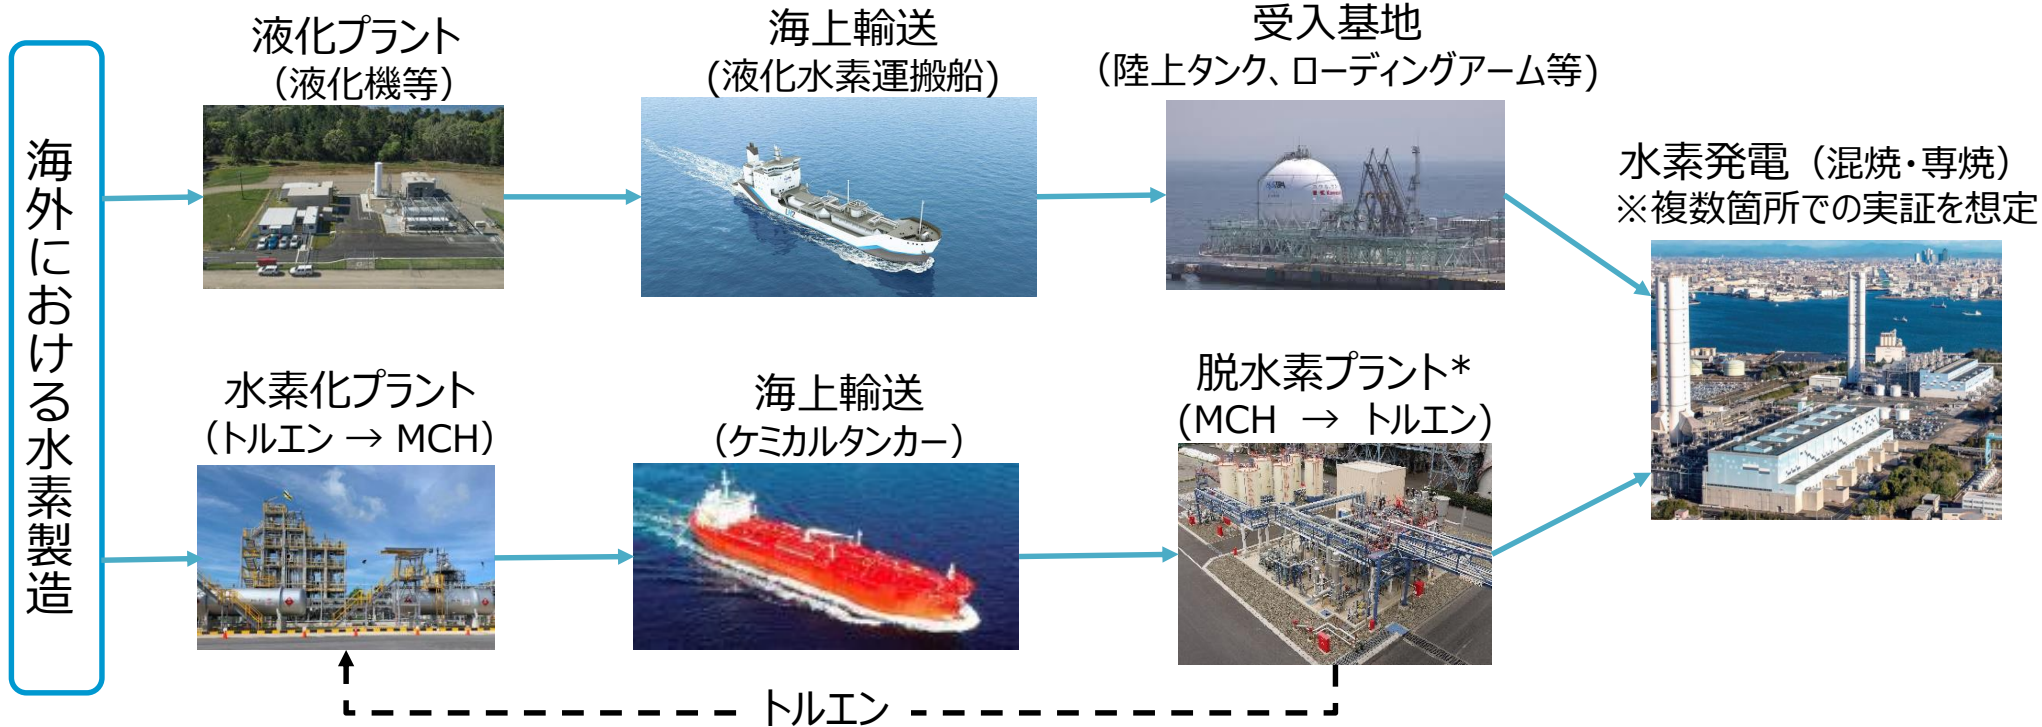 海外における水素製造
液化プラント
（液化機等）
海上輸送
(液化水素運搬船)
受入基地
（陸上タンク、ローディングアーム等）
水素発電（混焼・専焼）
※複数箇所での実証を想定
水素化プラント
（トルエン → MCH）
海上輸送
（ケミカルタンカー）
脱水素プラント*
(MCH → トルエン)
トルエン